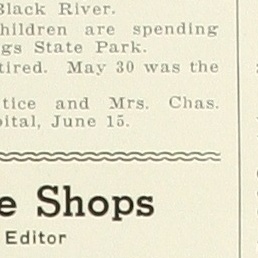 Black River.
hildren are spending
gs State Park.
tired. May 30 was the
tice and Mrs. Chas.
pital, June 15.
e Shops
Editor